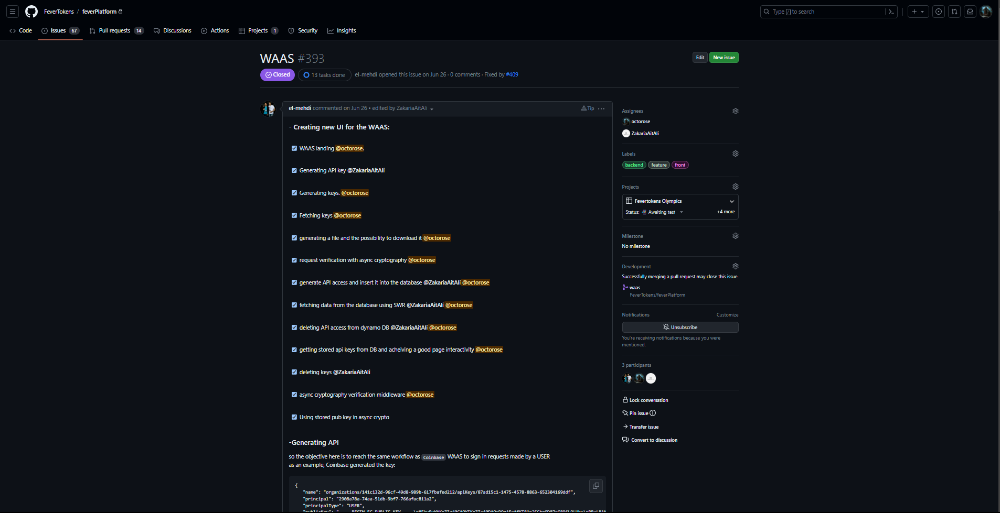 FeverTokens / feverPlatform
Type / to search
Code
Issues 67
Pull requests 14
Discussions
Actions
Projects 1
Security
Insights
WAAS #393
Edit
New issue
Closed
13 tasks done
el-mehdi opened this issue on Jun 26 · 0 comments · Fixed by #409
el-mehdi commented on Jun 26 • edited by ZakariaAitAli
Tip
- Creating new UI for the WAAS:
WAAS landing @octorose.
Generating API key @ZakariaAitAli
Generating keys. @octorose
Fetching keys @octorose
generating a file and the possibility to download it @octorose
request verification with async cryptography @octorose
generate API access and insert it into the database @ZakariaAitAli @octorose
fetching data from the database using SWR @ZakariaAitAli @octorose
deleting API access from dynamo DB @ZakariaAitAli @octorose
getting stored api keys from DB and acheiving a good page interactivity @octorose
deleting keys @ZakariaAitAli
async cryptography verification middleware @octorose
Using stored pub key in async crypto
-Generating API
so the objective here is to reach the same workflow as Coinbase WAAS to sign in requests made by a USER
as an example, Coinbase generated the key:
{
"name": "organizations/141c132d-96cf-49d8-989b-617fbafed212/apiKeys/87ad15c1-1475-4578-8863-652304169ddf",
"principal": "2908a78a-74aa-51db-9bf7-766afac811a2",
"principalType": "USER",
Assignees
octorose
ZakariaAitAli
Labels
backend
feature
front
Projects
Fevertokens Olympics
Status: Awaiting test
+4 more
Milestone
No milestone
Development
Successfully merging a pull request may close this issue.
waas
FeverTokens/feverPlatform
Notifications
Customize
Unsubscribe
You're receiving notifications because you were
mentioned.
3 participants
Lock conversation
Pin issue
Transfer issue
Convert to discussion